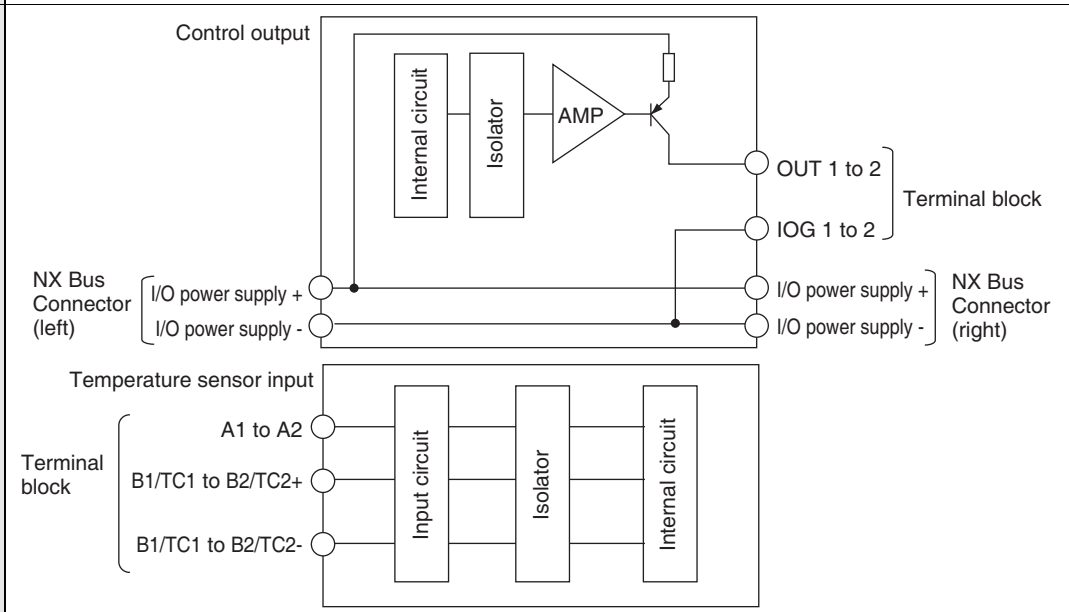 Control output
Internal circuit
Isolator
AMP
OUT 1 to 2
IOG 1 to 2
Terminal block
NX Bus
Connector
(left)
I/O power supply +
I/O power supply -
I/O power supply +
I/O power supply -
NX Bus
Connector
(right)
Temperature sensor input
Terminal
block
A1 to A2
B1/TC1 to B2/TC2+
B1/TC1 to B2/TC2-
Input circuit
Isolator
Internal circuit